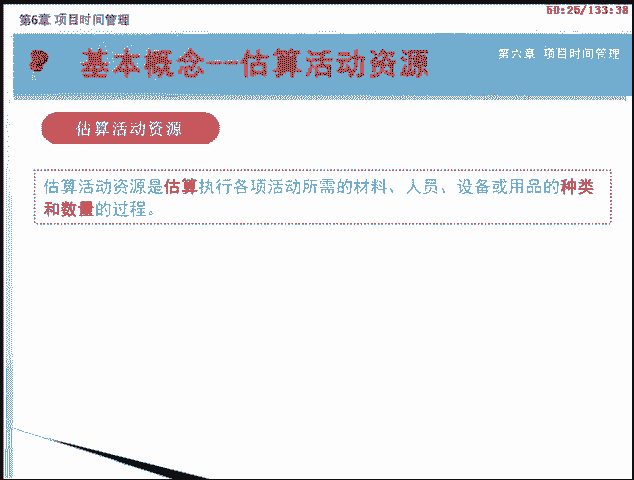 第6章 项目时间管理
50:25/133:38
? 基本概念--估算活动资源
第六章 项目时间管理
估算活动资源
估算活动资源是估算执行各项活动所需的材料、人员、设备或用品的种类
和数量的过程。